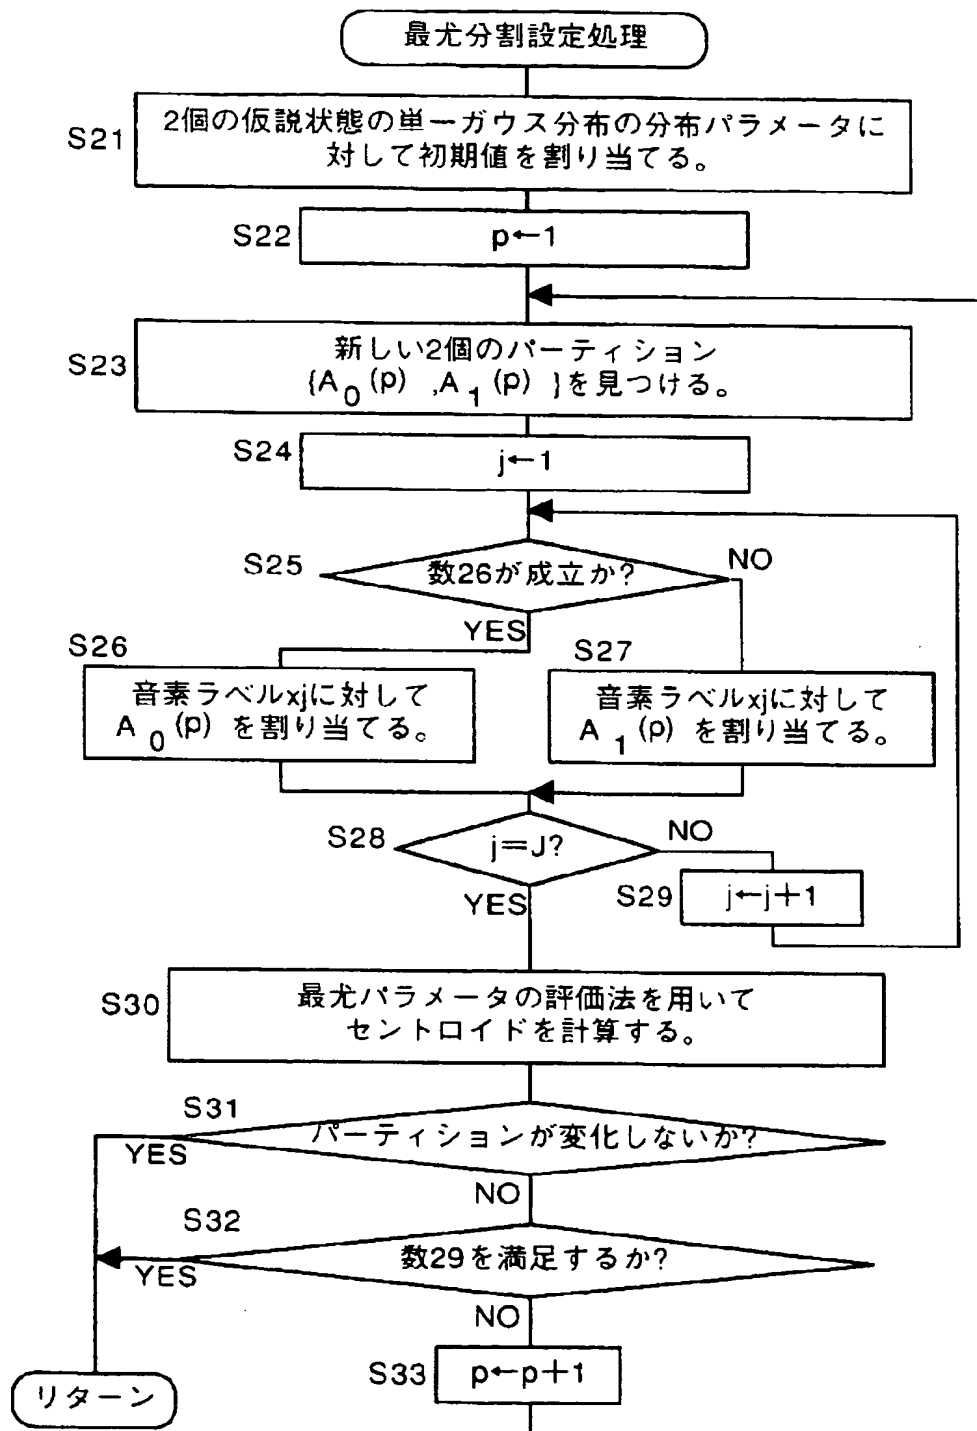 最尤分割設定処理
S21
2個の仮説状態の単一ガウス分布の分布パラメータに
対して初期値を割り当てる。
S22
p←1
S23
新しい2個のパーティション
{A0(p) ,A1(p) }を見つける。
S24
j←1
S25
数26が成立か?
NO
YES
S26
音素ラベルxjに対して
A0(p) を割り当てる。
S27
音素ラベルxjに対して
A1(p) を割り当てる。
S28
j=J?
NO
YES
S29
j←j+1
S30
最尤パラメータの評価法を用いて
セントロイドを計算する。
S31
パーティションが変化しないか?
YES
NO
S32
数29を満足するか?
YES
NO
S33
p←p+1
リターン